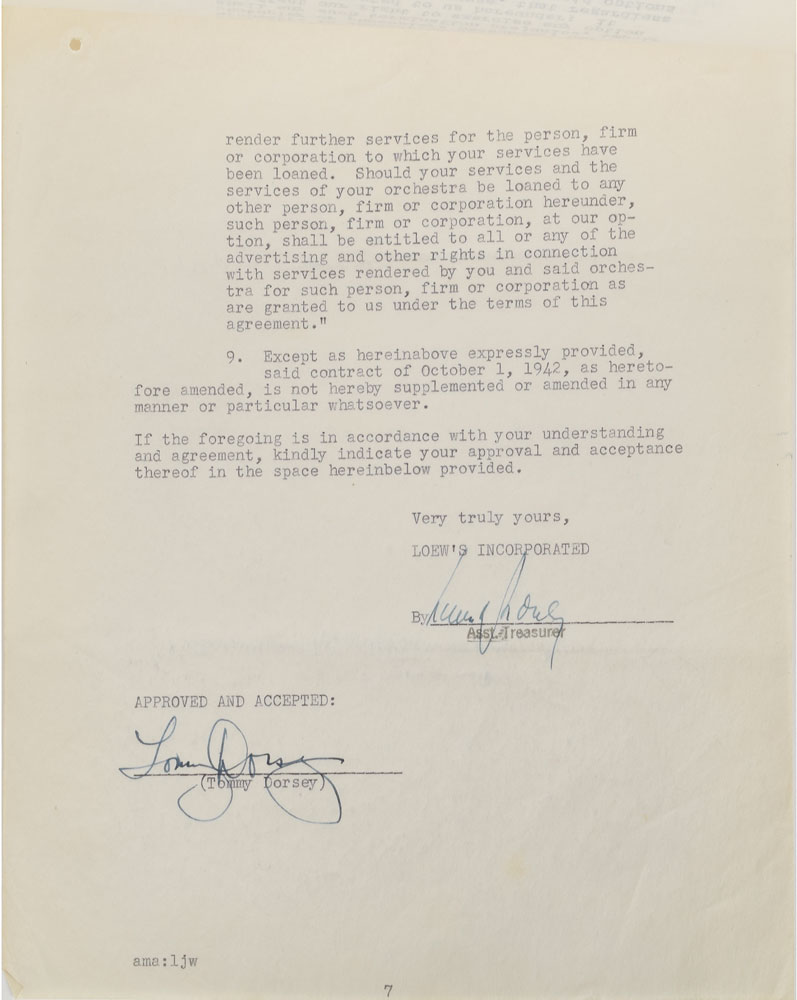 render further services for the person, firm
or corporation to which your services have
been loaned.  Should your services and the
services of your orchestra be loaned to any
other person, firm or corporation hereunder,
such person, firm or corporation, at our op-
tion, shall be entitled to all or any of the
advertising and other rights in connection
with services rendered by you and said orches-
tra for such person, firm or corporation as
are granted to us under the terms of this
agreement."
9.  Except as hereinabove expressly provided,
said contract of October 1, 1942, as hereto-
fore amended, is not hereby supplemented or amended in any
manner or particular whatsoever.
If the foregoing is in accordance with your understanding
and agreement, kindly indicate your approval and acceptance
thereof in the space hereinbelow provided.
Very truly yours,
LOEW'S INCORPORATED
By
Asst. Treasurer
APPROVED AND ACCEPTED:
Tommy Dorsey
(Tommy Dorsey)
ama:ljw
7